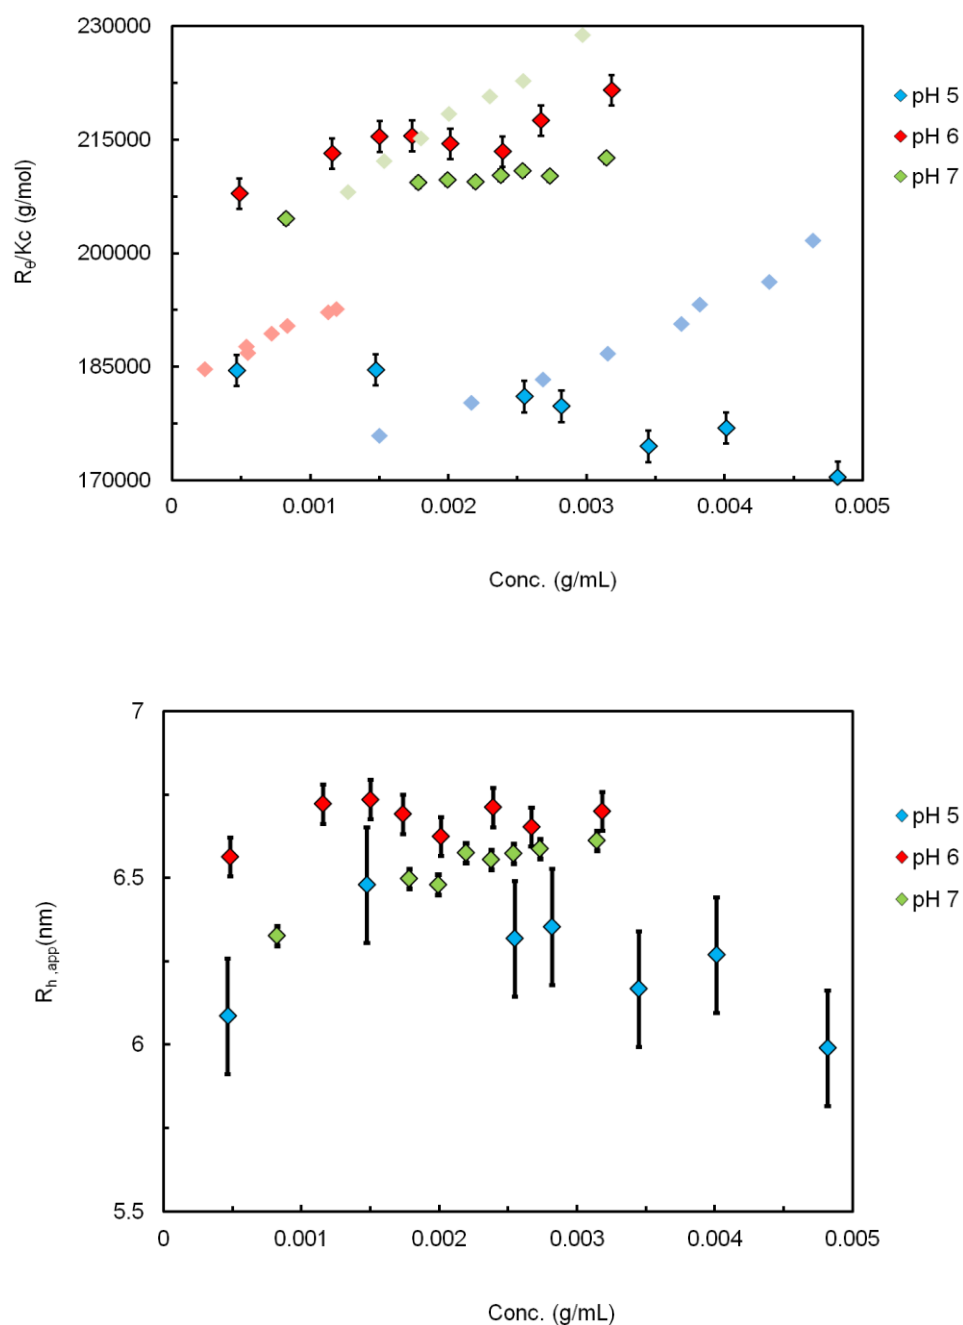 230000
215000
200000
185000
170000
R_θ/Kc (g/mol)
0 0.001 0.002 0.003 0.004 0.005
Conc. (g/mL)
pH 5
pH 6
pH 7
7
6.5
6
5.5
R_h,app(nm)
0 0.001 0.002 0.003 0.004 0.005
Conc. (g/mL)
pH 5
pH 6
pH 7